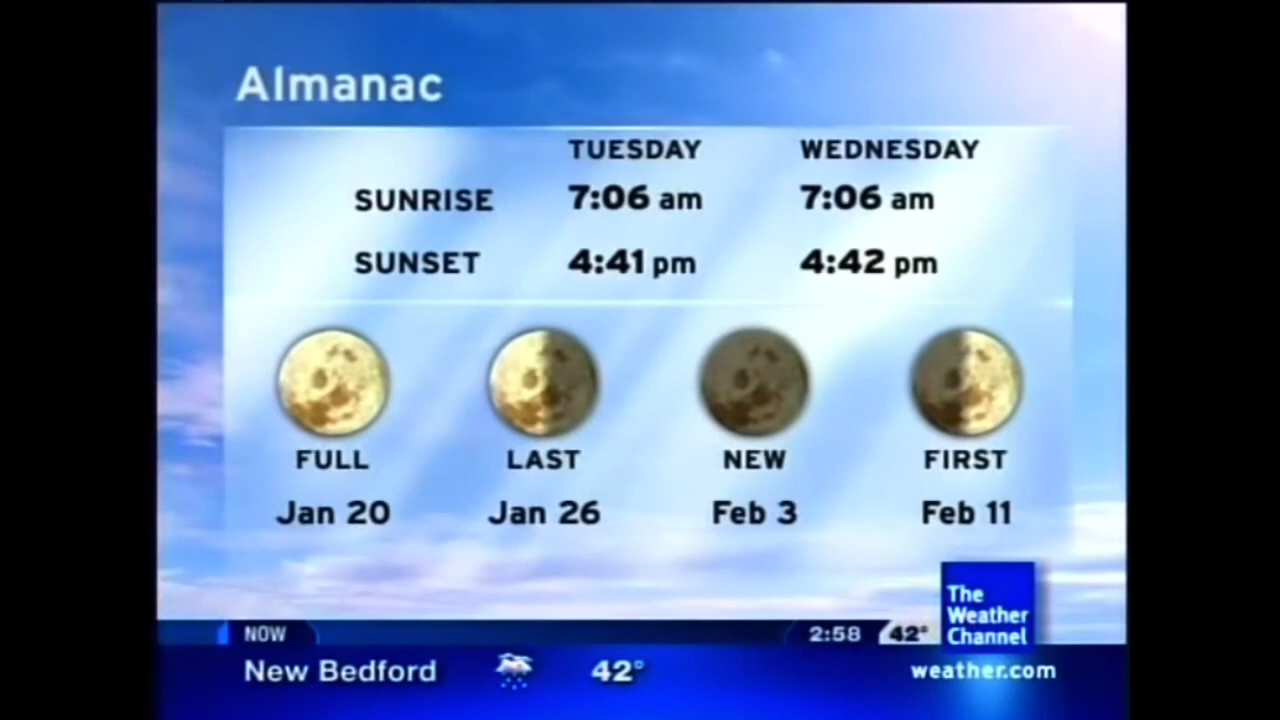 Almanac
TUESDAY WEDNESDAY
SUNRISE 7:06 am 7:06 am
SUNSET 4:41 pm 4:42 pm
FULL LAST NEW FIRST
Jan 20 Jan 26 Feb 3 Feb 11
The
Weather
Channel
NOW 2:58 42°
New Bedford 42° weather.com